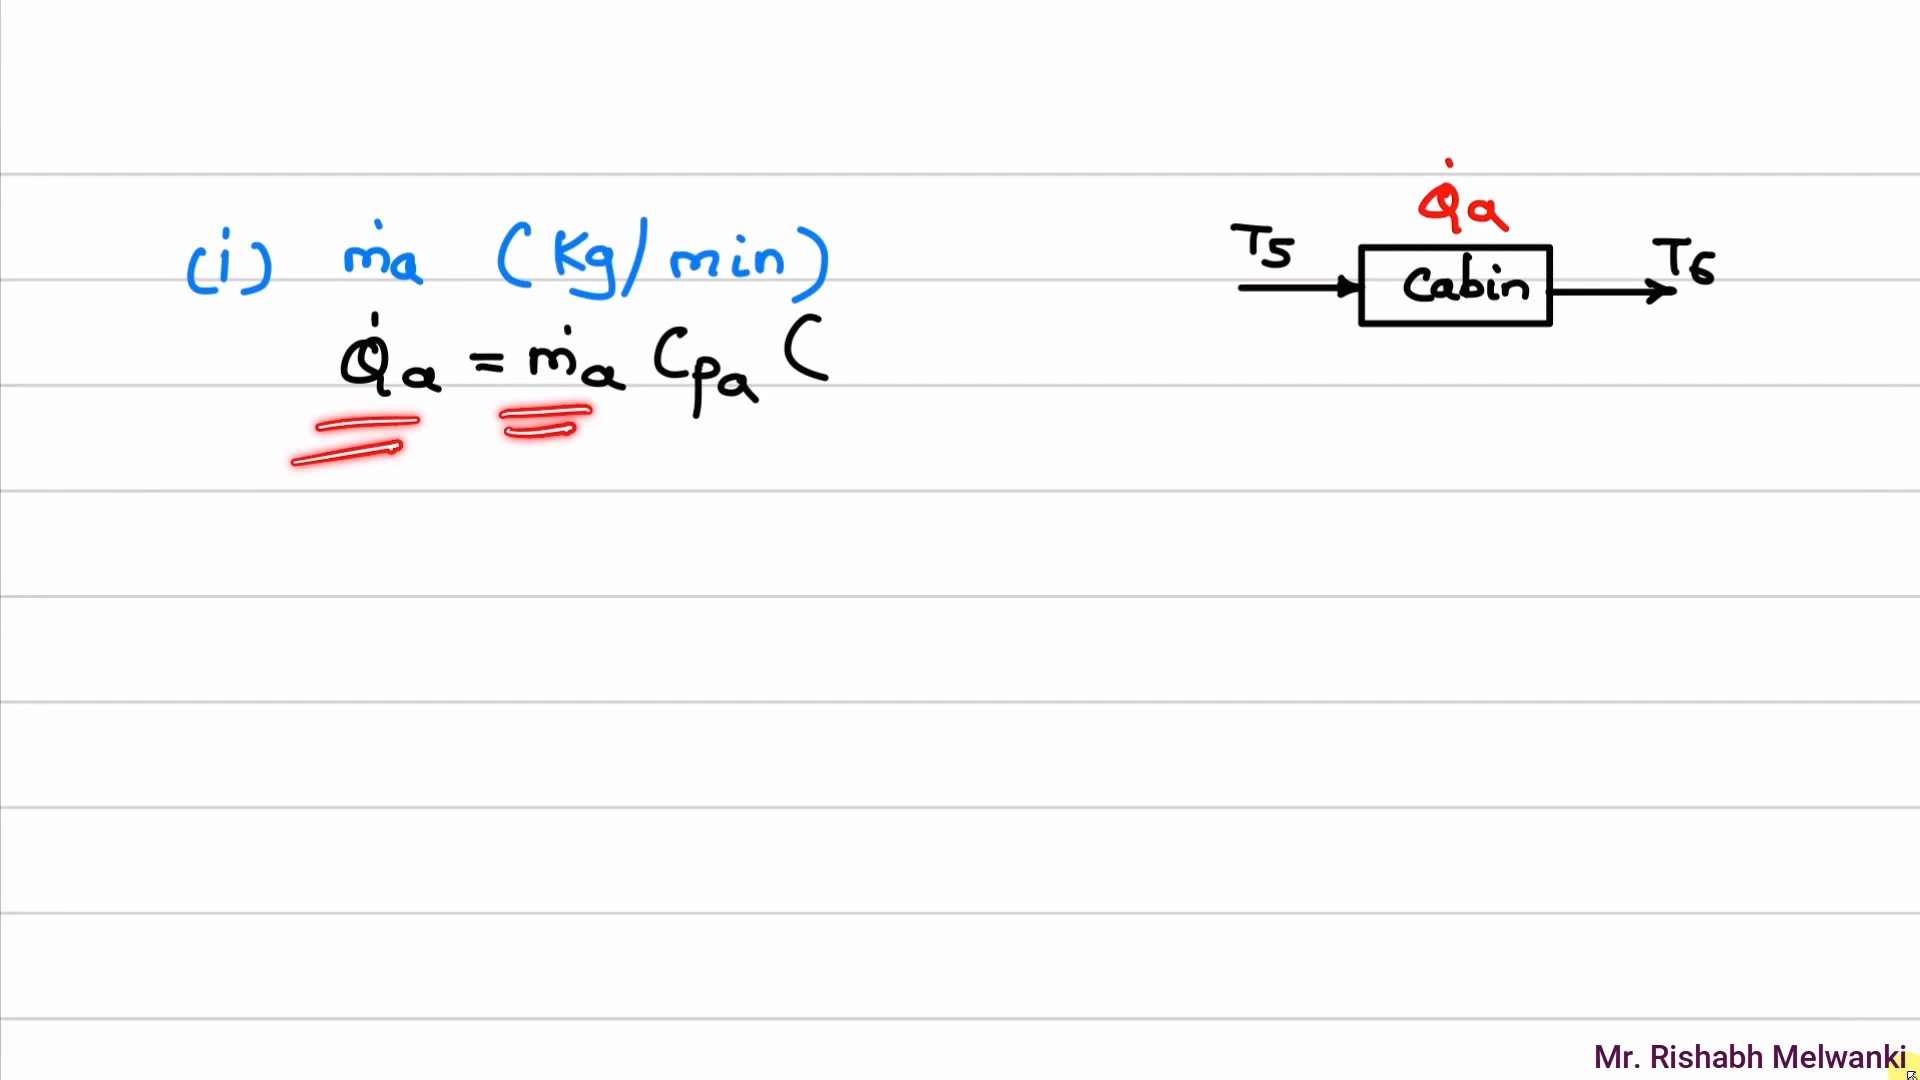 (i) ṁa (Kg/min)
Q̇a = ṁa Cpa (
Q̇a
T5
Cabin
T6
Mr. Rishabh Melwanki